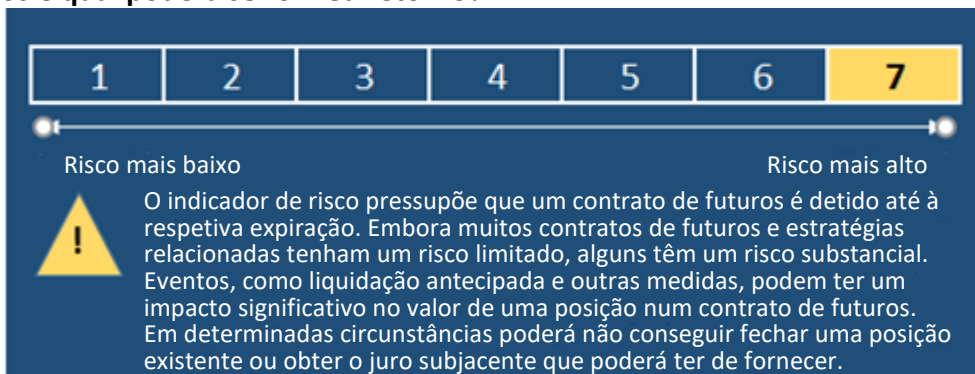 1 2 3 4 5 6 7
Risco mais baixo Risco mais alto
! O indicador de risco pressupõe que um contrato de futuros é detido até à
respetiva expiração. Embora muitos contratos de futuros e estratégias
relacionadas tenham um risco limitado, alguns têm um risco substancial.
Eventos, como liquidação antecipada e outras medidas, podem ter um
impacto significativo no valor de uma posição num contrato de futuros.
Em determinadas circunstâncias poderá não conseguir fechar uma posição
existente ou obter o juro subjacente que poderá ter de fornecer.